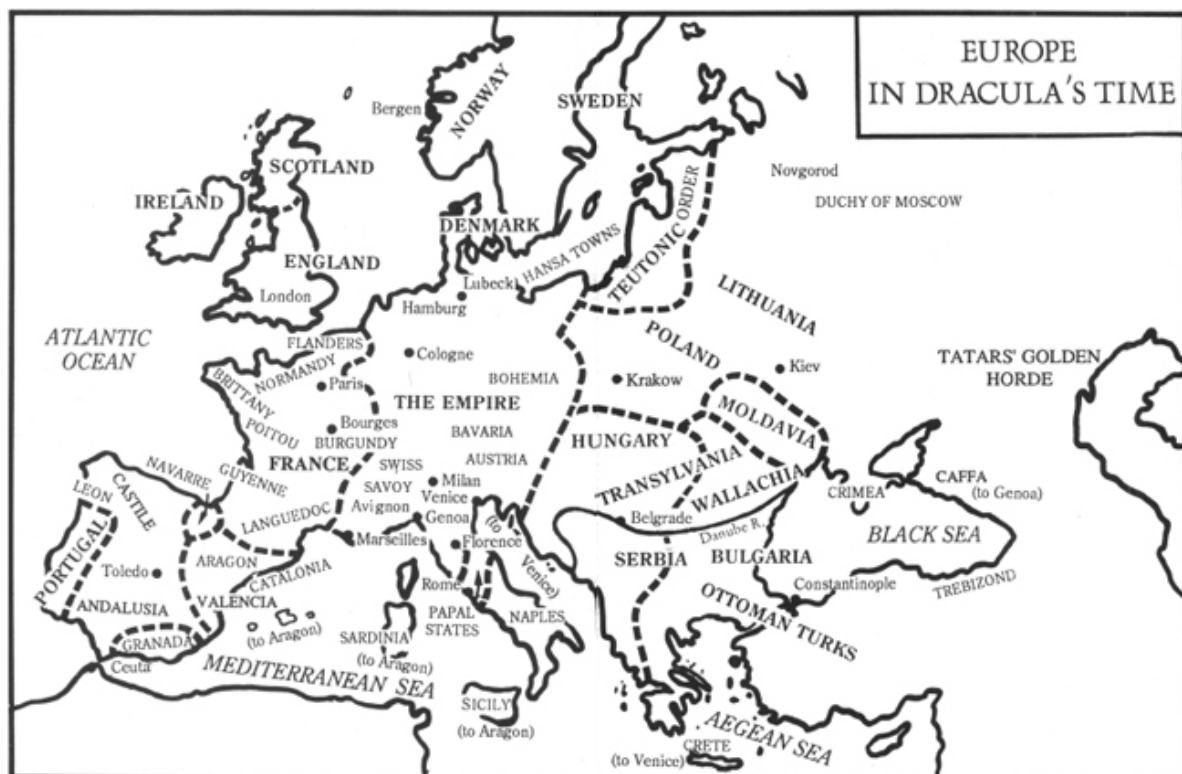 EUROPE
IN DRACULA'S TIME
NORWAY
Bergen
SWEDEN
SCOTLAND
IRELAND
Novgorod
DUCHY OF MOSCOW
DENMARK
TEUTONIC ORDER
HANSA TOWNS
ENGLAND
Lubeck
London
Hamburg
LITHUANIA
ATLANTIC
OCEAN
FLANDERS
POLAND
TATARS' GOLDEN
HORDE
NORMANDY
Cologne
Kiev
BRITTANY
Paris
BOHEMIA
Krakow
THE EMPIRE
MOLDAVIA
POITOU
Bourges
BURGUNDY
BAVARIA
HUNGARY
FRANCE
SWISS
AUSTRIA
NAVARRE
GUYENNE
SAVOY
Milan
TRANSYLVANIA
WALLACHIA
CAFFA
(to Genoa)
LEON
CASTILE
Venice
CRIMEA
LANGUEDOC
Avignon
Genoa
(to
Venice)
Belgrade
Danube R.
Marseilles
Florence
BLACK SEA
PORTUGAL
ARAGON
SERBIA
BULGARIA
Toledo
CATALONIA
Rome
Constantinople
TREBIZOND
ANDALUSIA
VALENCIA
(to Aragon)
PAPAL
STATES
NAPLES
OTTOMAN TURKS
GRANADA
SARDINIA
(to Aragon)
Ceuta
MEDITERRANEAN SEA
SICILY
(to Aragon)
AEGEAN SEA
CRETE
(to Venice)